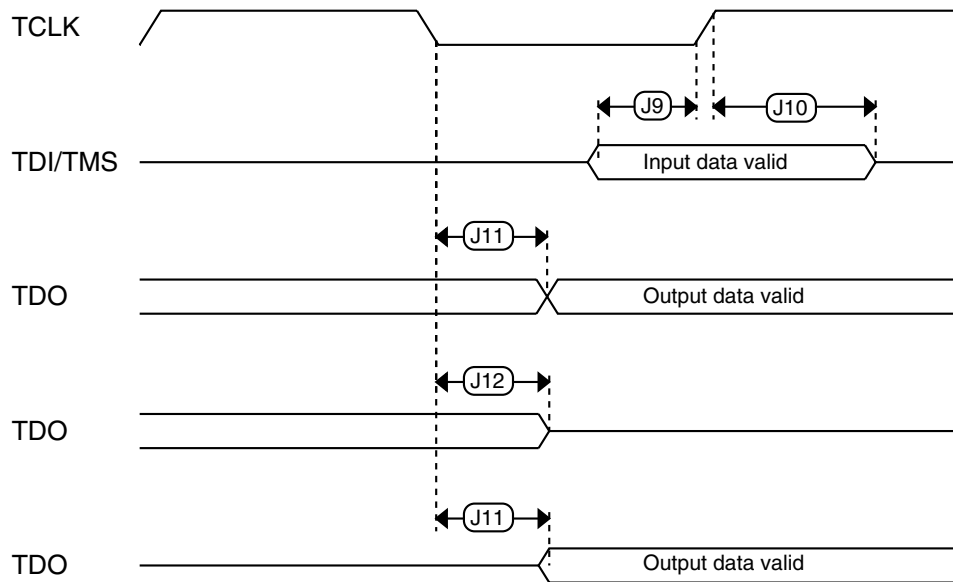 TCLK
J9
J10
TDI/TMS
Input data valid
J11
TDO
Output data valid
J12
TDO
J11
TDO
Output data valid